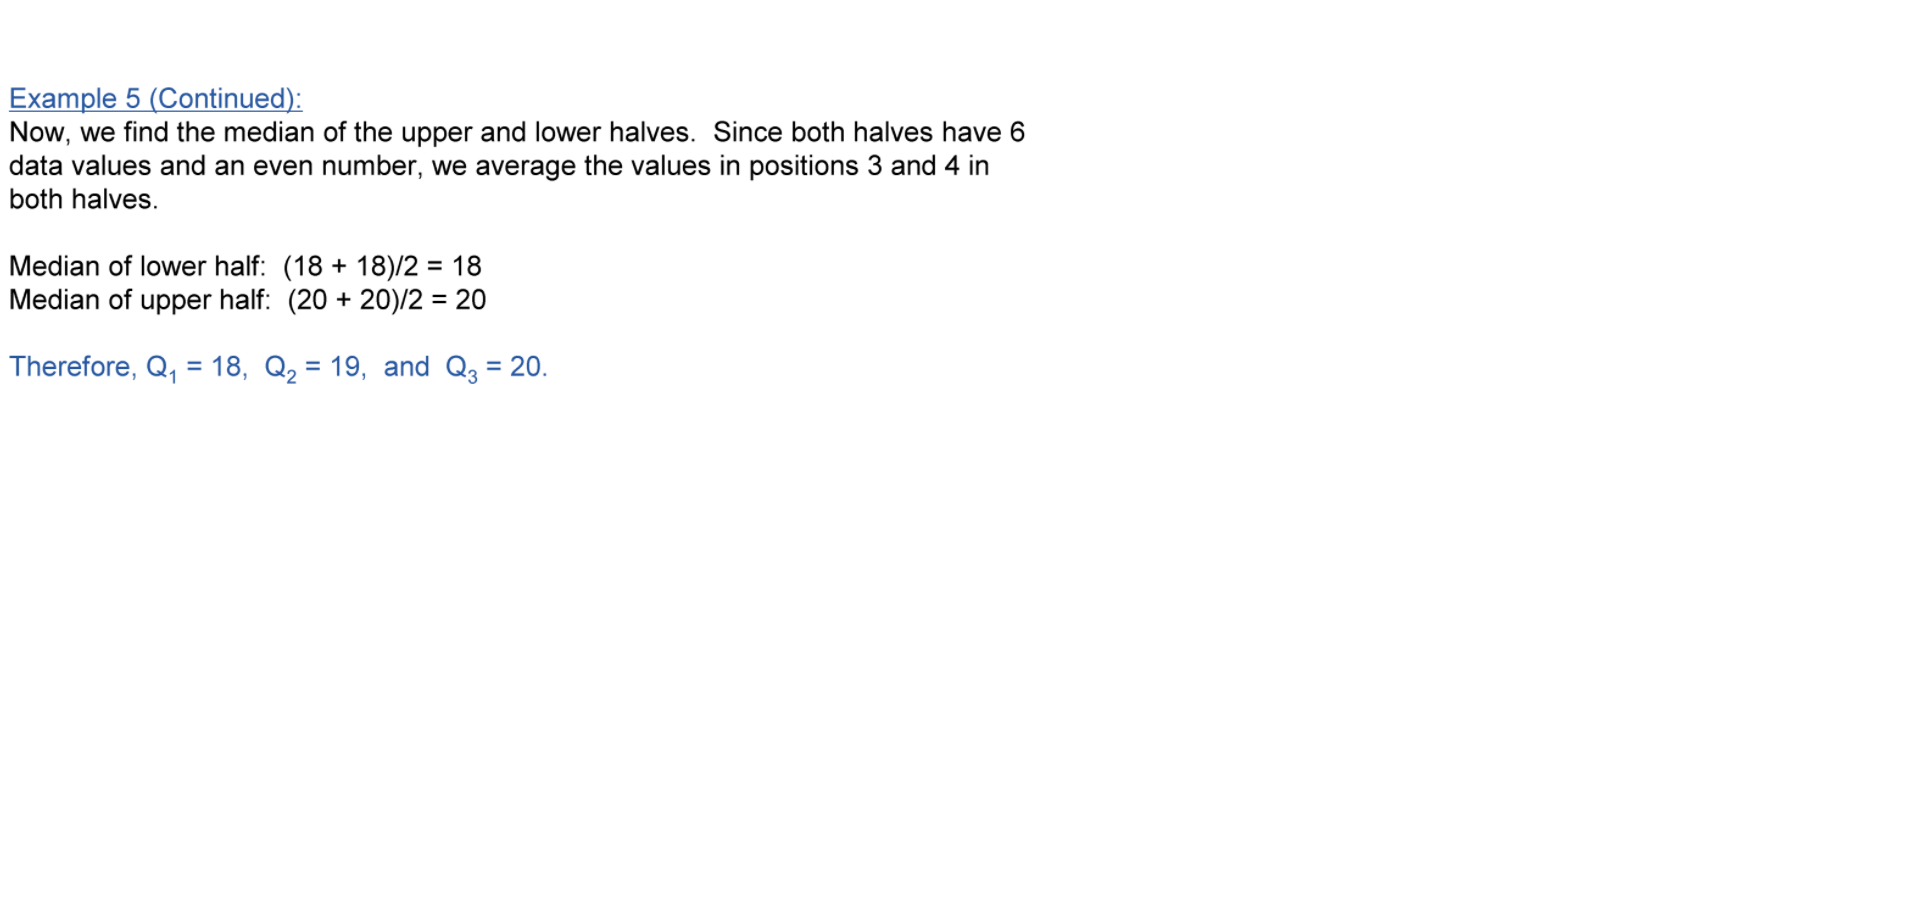 Example 5 (Continued):
Now, we find the median of the upper and lower halves.  Since both halves have 6
data values and an even number, we average the values in positions 3 and 4 in
both halves.
Median of lower half:  (18 + 18)/2 = 18
Median of upper half:  (20 + 20)/2 = 20
Therefore, Q₁ = 18,  Q₂ = 19,  and  Q₃ = 20.